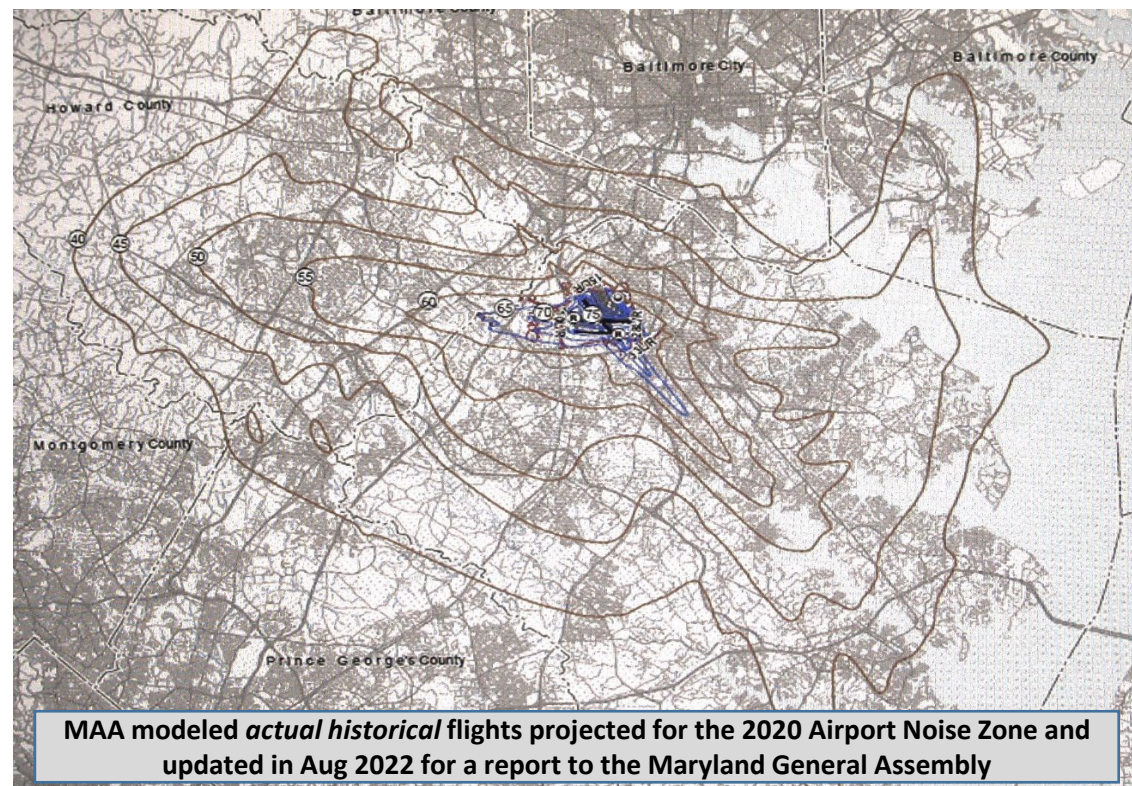 Baltimore County
Baltimore City
Baltimore County
Howard County
40
45
50
55
60
65
70
75
Montgomery County
Prince George's County
MAA modeled actual historical flights projected for the 2020 Airport Noise Zone and
updated in Aug 2022 for a report to the Maryland General Assembly